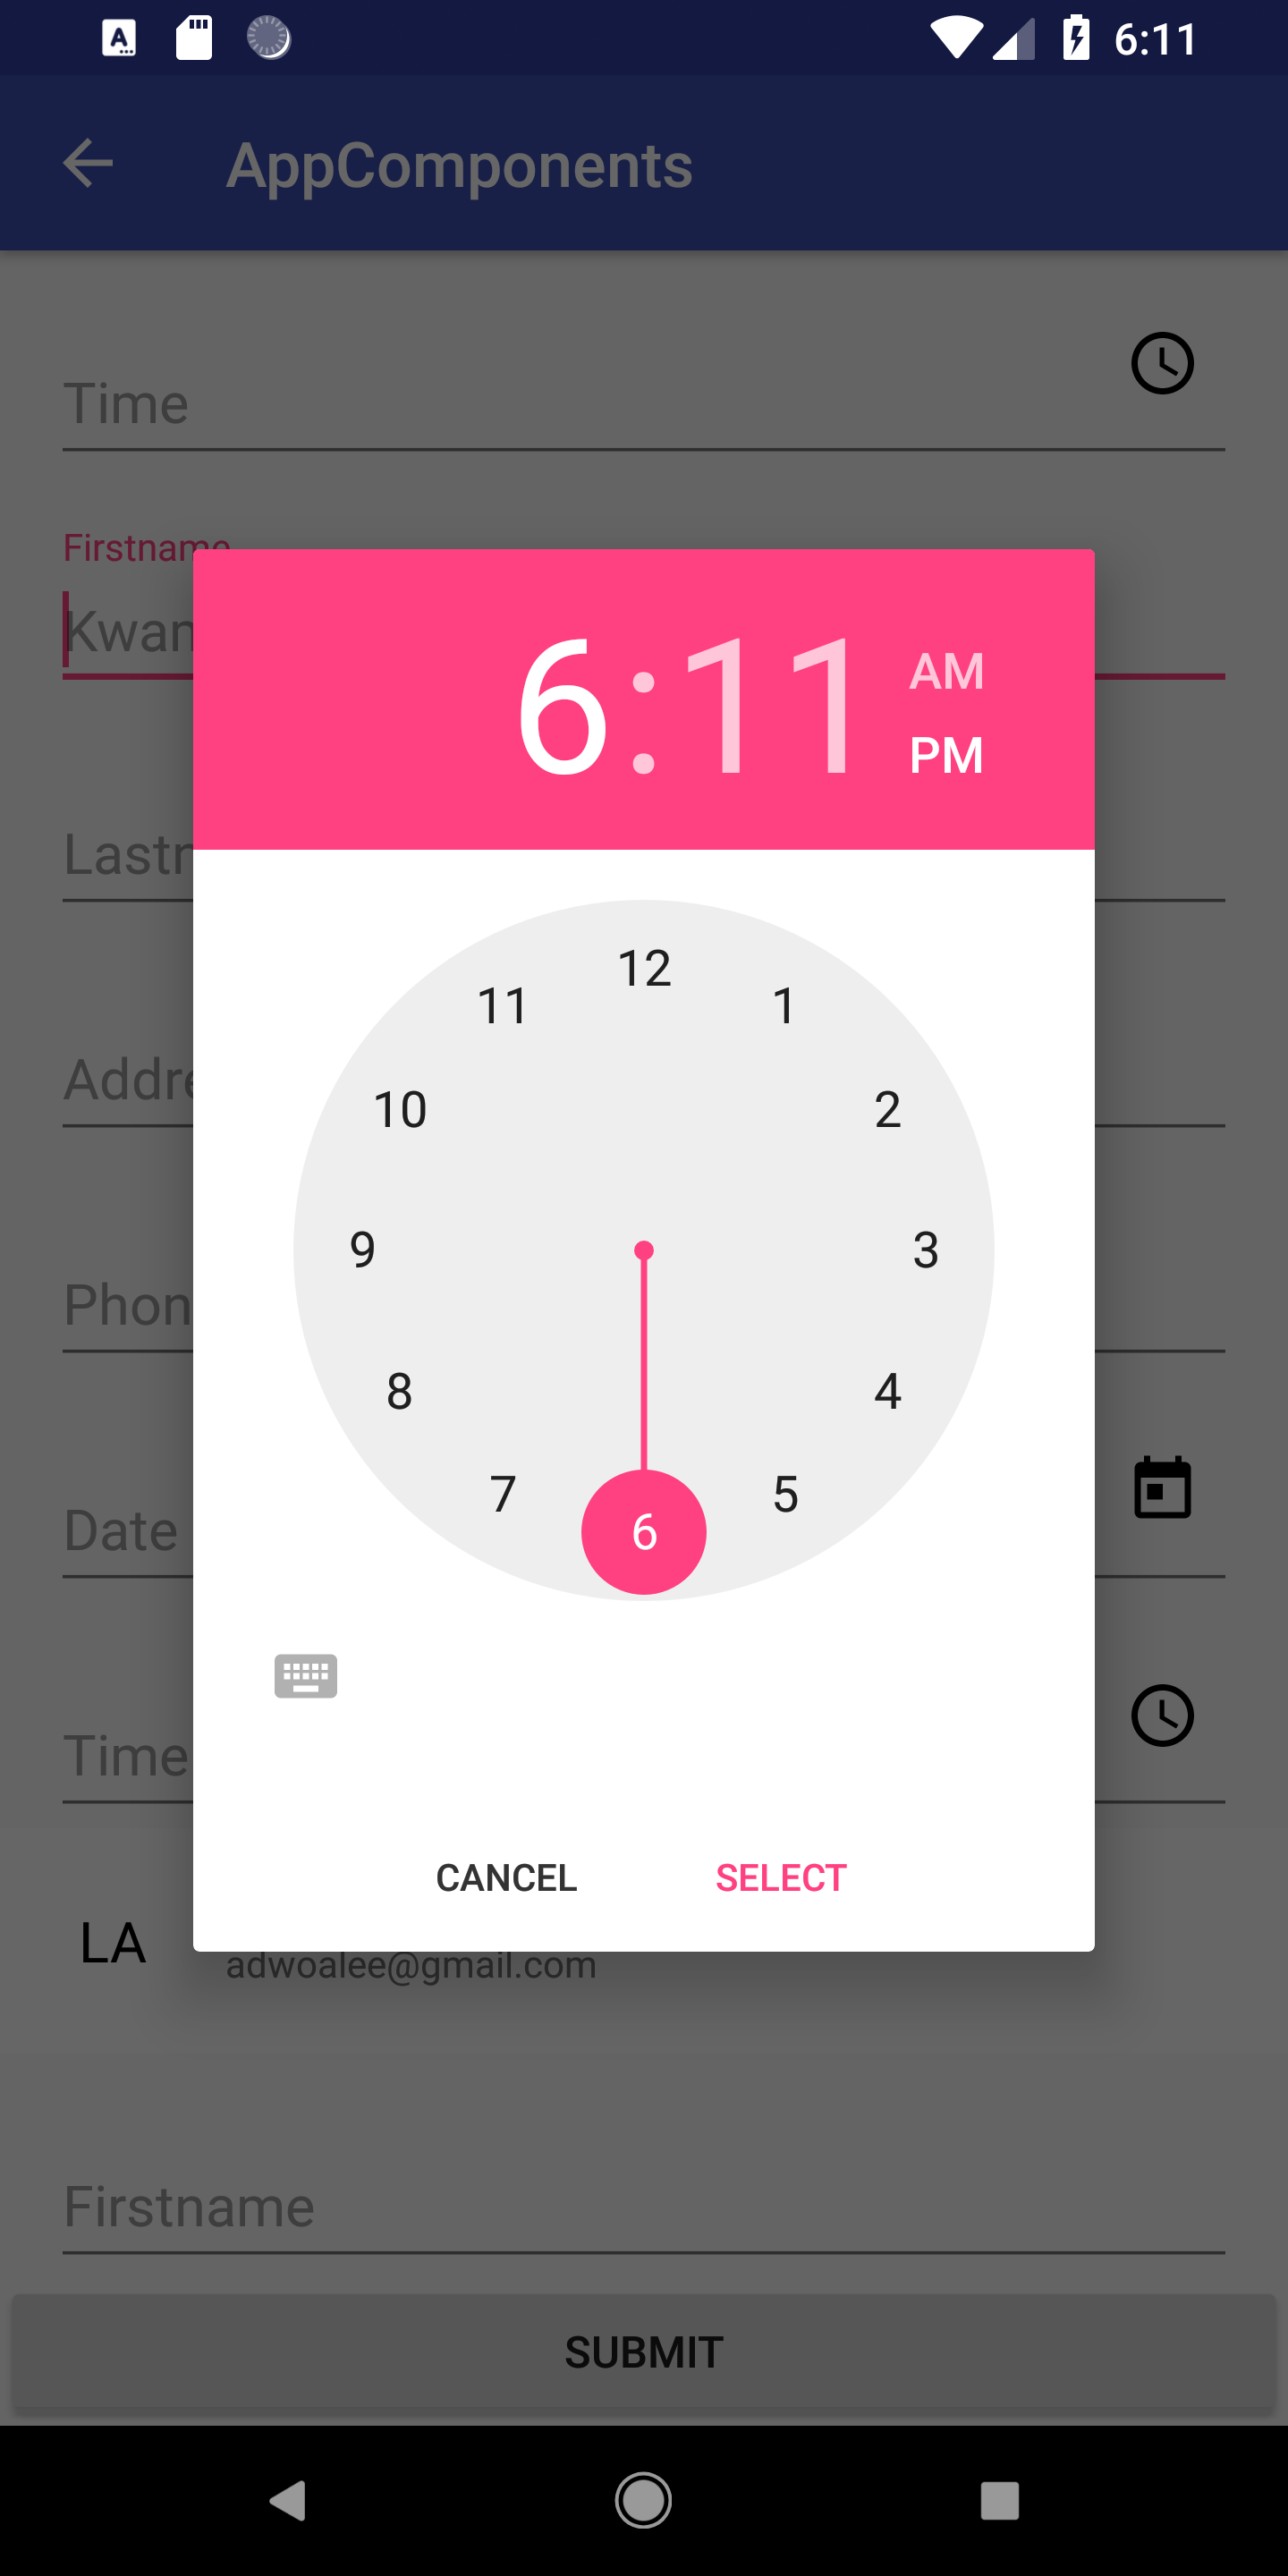 6:11
AppComponents
Time
Firstname
Kwan
6:11
AM
PM
Lastn
Addre
Phon
Date
Time
12
1
2
3
4
5
6
7
8
9
10
11
CANCEL
SELECT
LA
adwoalee@gmail.com
Firstname
SUBMIT